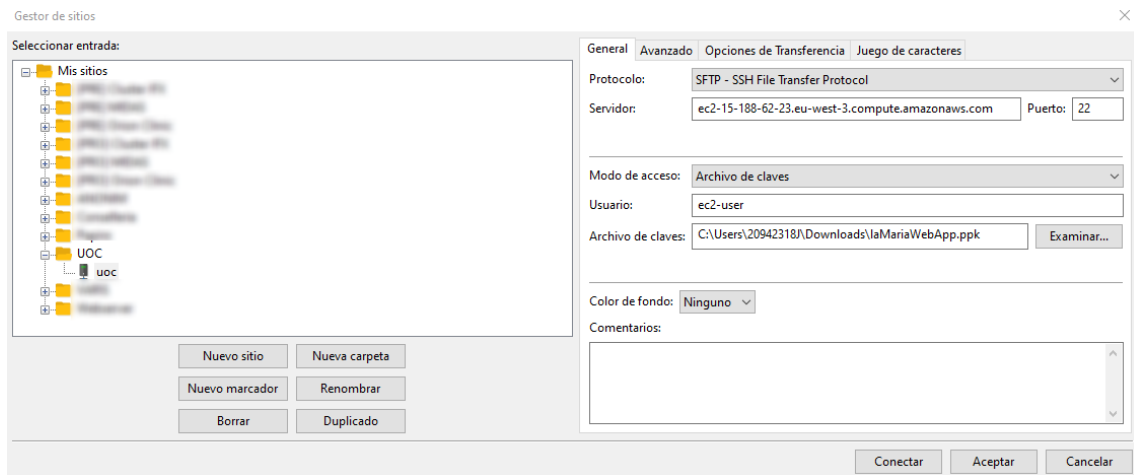 Gestor de sitios
Seleccionar entrada:
Mis sitios
UOC
uoc
Nuevo sitio
Nueva carpeta
Nuevo marcador
Renombrar
Borrar
Duplicado
General
Avanzado
Opciones de Transferencia
Juego de caracteres
Protocolo:
SFTP - SSH File Transfer Protocol
Servidor:
ec2-15-188-62-23.eu-west-3.compute.amazonaws.com
Puerto:
22
Modo de acceso:
Archivo de claves
Usuario:
ec2-user
Archivo de claves:
C:\Users\20942318J\Downloads\IaMariaWebApp.ppk
Examinar...
Color de fondo:
Ninguno
Comentarios:
Conectar
Aceptar
Cancelar